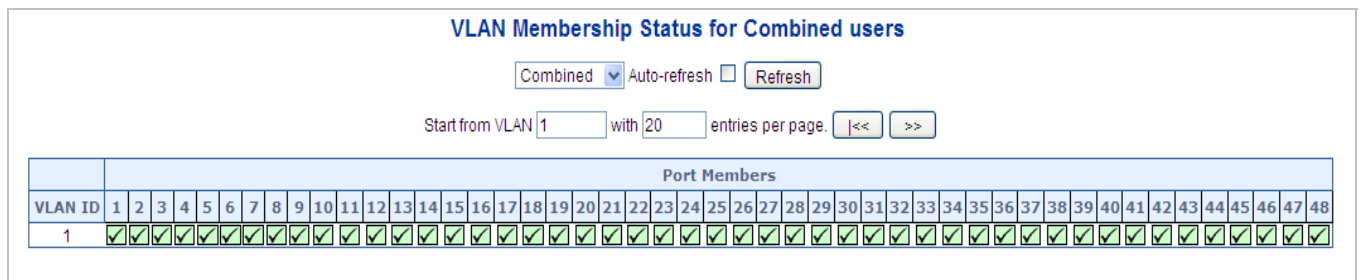 VLAN Membership Status for Combined users
Combined Auto-refresh Refresh
Start from VLAN 1 with 20 entries per page. |<< >>
Port Members
VLAN ID 1 2 3 4 5 6 7 8 9 10 11 12 13 14 15 16 17 18 19 20 21 22 23 24 25 26 27 28 29 30 31 32 33 34 35 36 37 38 39 40 41 42 43 44 45 46 47 48
1